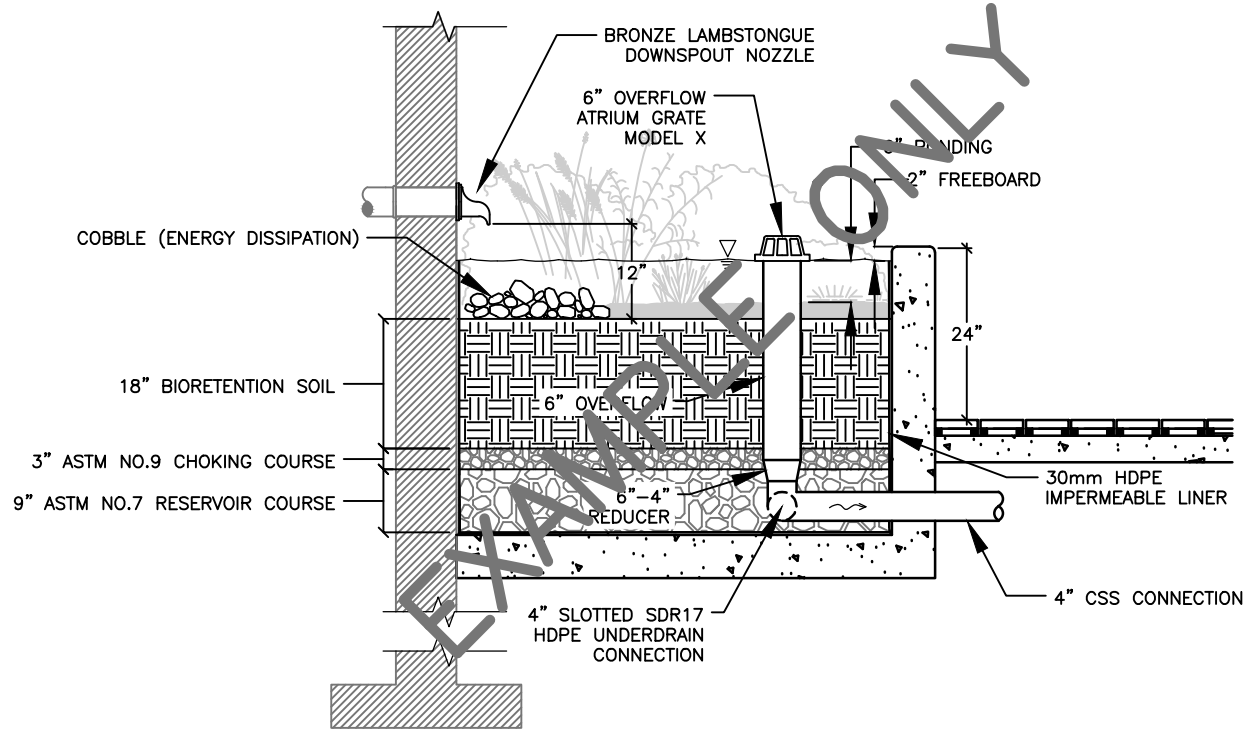 BRONZE LAMBSTONGUE
DOWNSPOUT NOZZLE
6” OVERFLOW
ATRIUM GRATE
MODEL X
PONDING
2” FREEBOARD
COBBLE (ENERGY DISSIPATION)
12”
24”
18” BIORETENTION SOIL
6” OVERFLOW
3” ASTM NO.9 CHOKING COURSE
9” ASTM NO.7 RESERVOIR COURSE
6”-4”
REDUCER
30mm HDPE
IMPERMEABLE LINER
4” SLOTTED SDR17
HDPE UNDERDRAIN
CONNECTION
4” CSS CONNECTION
EXAMPLE ONLY